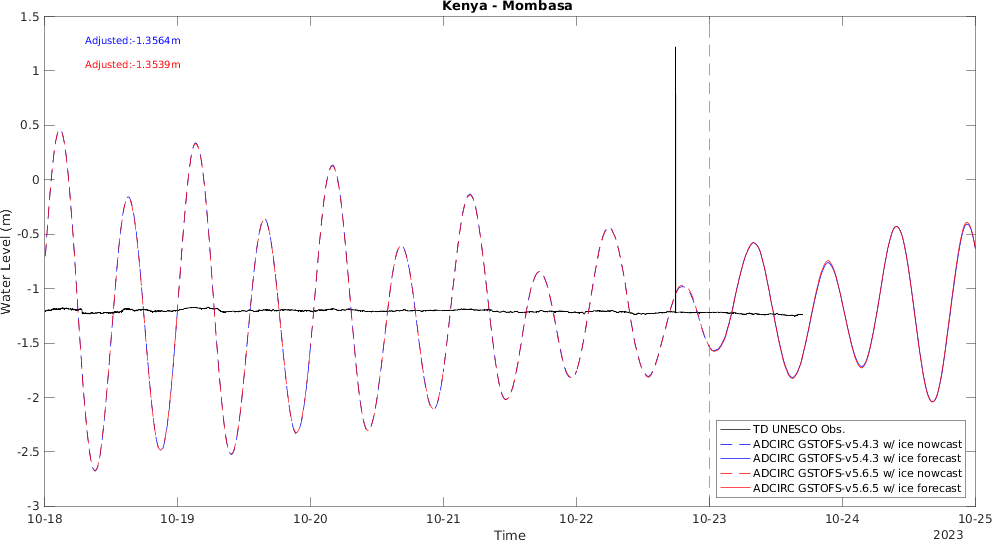 Kenya - Mombasa
Adjusted:-1.3564m
Adjusted:-1.3539m
1.5
1
0.5
0
-0.5
-1
-1.5
-2
-2.5
-3
Water Level (m)
TD UNESCO Obs.
ADCIRC GSTOFS-v5.4.3 w/ ice nowcast
ADCIRC GSTOFS-v5.4.3 w/ ice forecast
ADCIRC GSTOFS-v5.6.5 w/ ice nowcast
ADCIRC GSTOFS-v5.6.5 w/ ice forecast
10-18 10-19 10-20 10-21 10-22 10-23 10-24 10-25
Time
2023